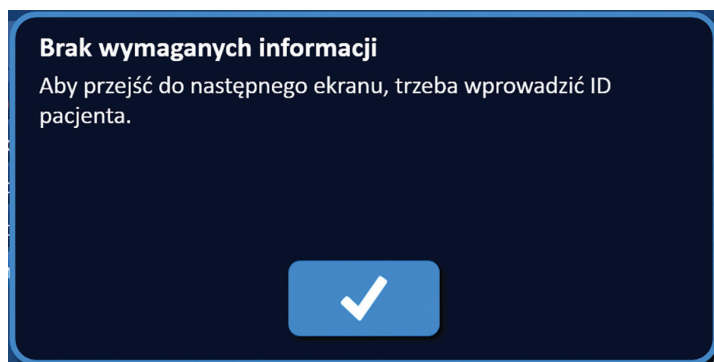 Brak wymaganych informacji
Aby przejść do następnego ekranu, trzeba wprowadzić ID
pacjenta.